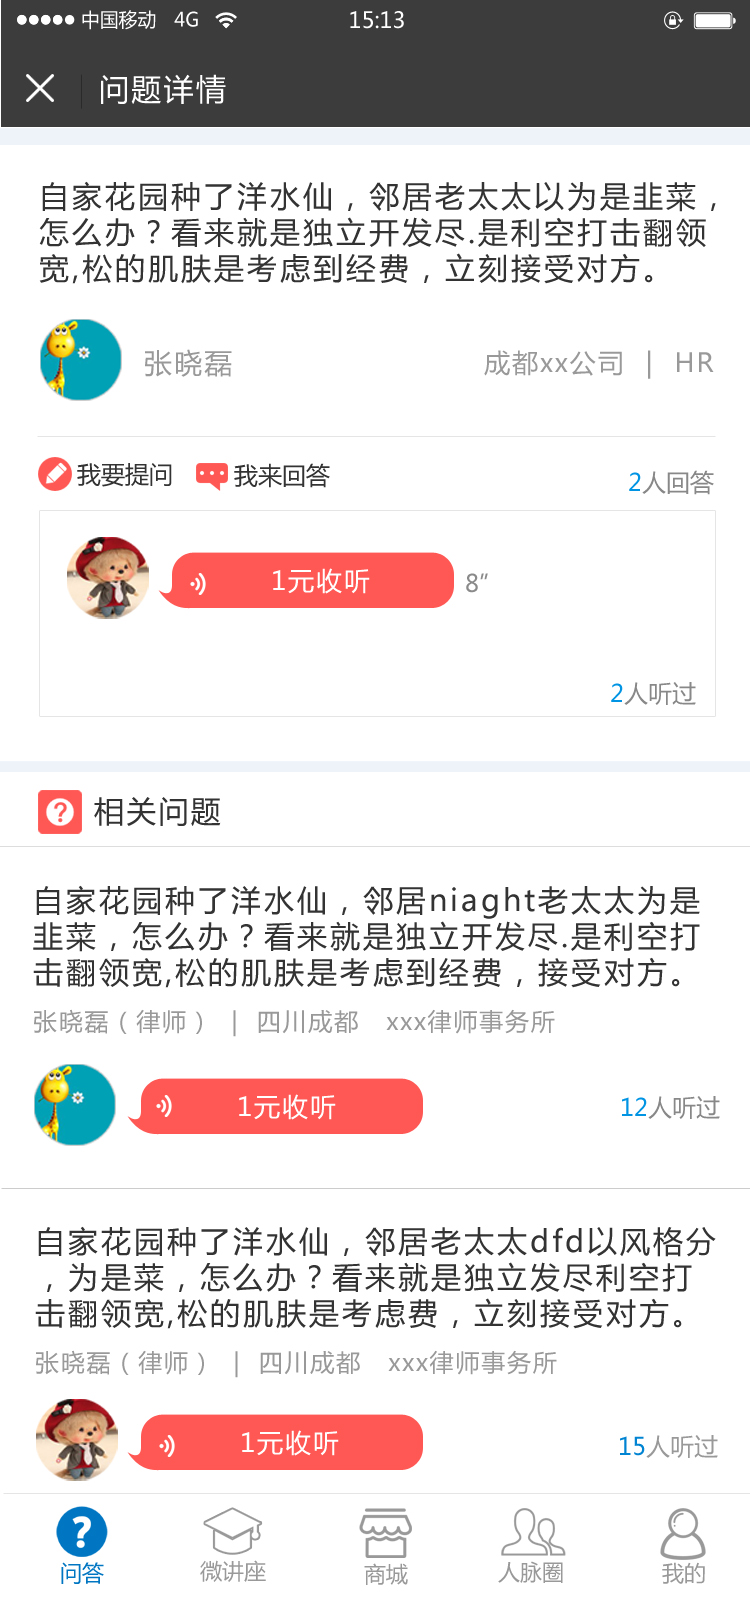 中国移动 4G 15:13
问题详情
自家花园种了洋水仙，邻居老太太以为是韭菜，
怎么办？看来就是独立开发尽.是利空打击翻领
宽,松的肌肤是考虑到经费，立刻接受对方。
张晓磊 成都xx公司 | HR
我要提问 我来回答 2人回答
1元收听 8″
2人听过
相关问题
自家花园种了洋水仙，邻居niaght老太太为是
韭菜，怎么办？看来就是独立开发尽.是利空打
击翻领宽,松的肌肤是考虑到经费，接受对方。
张晓磊（律师） | 四川成都 xxx律师事务所
1元收听 12人听过
自家花园种了洋水仙，邻居老太太dfd以风格分
，为是菜，怎么办？看来就是独立发尽利空打
击翻领宽,松的肌肤是考虑费，立刻接受对方。
张晓磊（律师） | 四川成都 xxx律师事务所
1元收听 15人听过
问答 微讲座 商城 人脉圈 我的